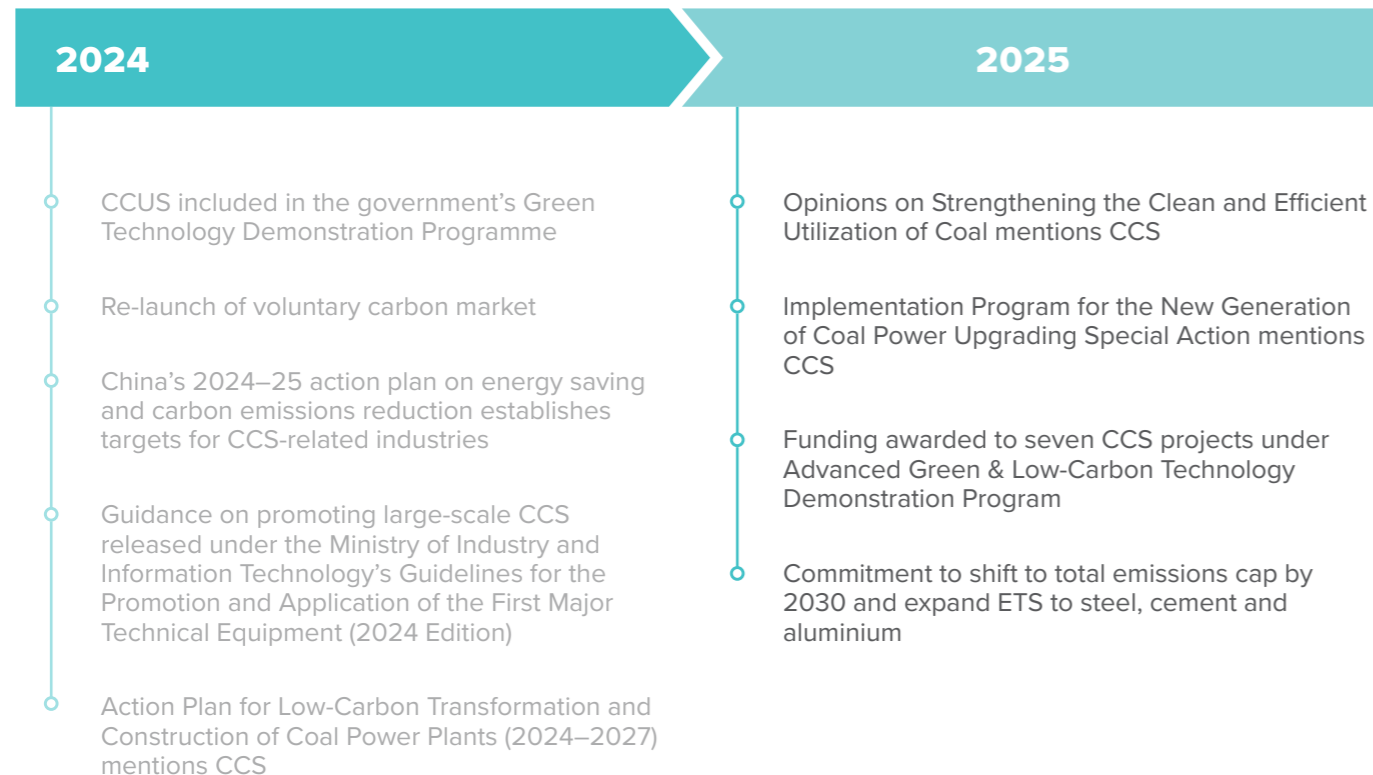 2024
CCUS included in the government’s Green
Technology Demonstration Programme
Re-launch of voluntary carbon market
China’s 2024–25 action plan on energy saving
and carbon emissions reduction establishes
targets for CCS-related industries
Guidance on promoting large-scale CCS
released under the Ministry of Industry and
Information Technology’s Guidelines for the
Promotion and Application of the First Major
Technical Equipment (2024 Edition)
Action Plan for Low-Carbon Transformation and
Construction of Coal Power Plants (2024–2027)
mentions CCS
2025
Opinions on Strengthening the Clean and Efficient
Utilization of Coal mentions CCS
Implementation Program for the New Generation
of Coal Power Upgrading Special Action mentions
CCS
Funding awarded to seven CCS projects under
Advanced Green & Low-Carbon Technology
Demonstration Program
Commitment to shift to total emissions cap by
2030 and expand ETS to steel, cement and
aluminium